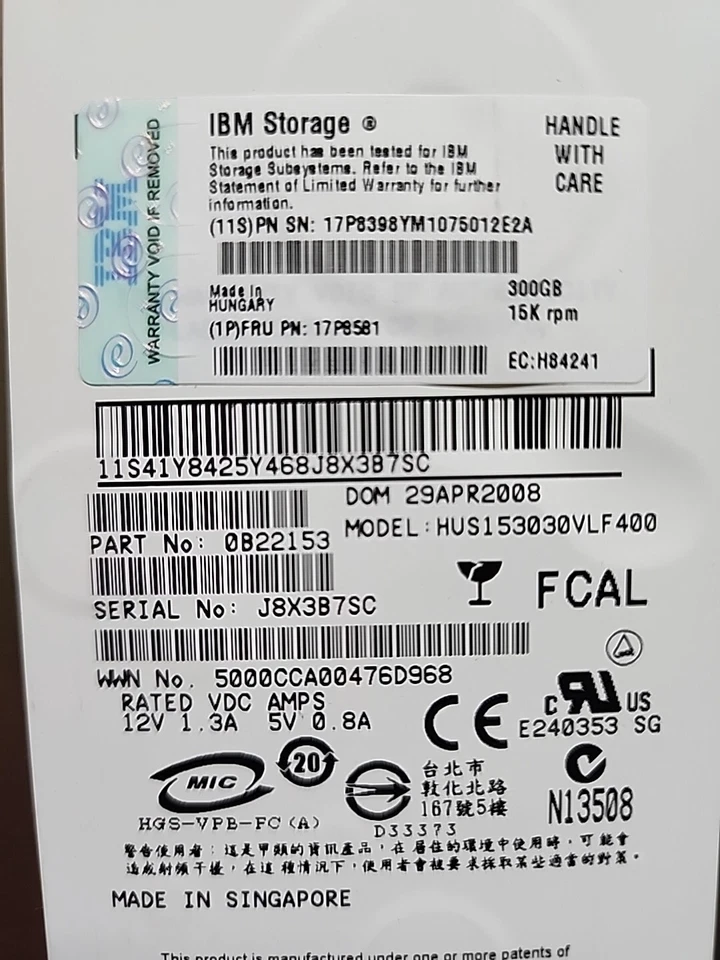 IBM Storage ®
HANDLE
WITH
CARE
This product has been tested for IBM
Storage Subsystems. Refer to the IBM
Statement of Limited Warranty for further
information.
(11S)PN SN: 17P8398YM1075012E2A
Made In
HUNGARY
300GB
15K rpm
(1P)FRU PN: 17P8581
EC:H84241
WARRANTY VOID IF REMOVED
IBM
11S41Y8425Y468J8X3B7SC
DOM 29APR2008
MODEL:HUS153030VLF400
PART No: 0B22153
SERIAL No: J8X3B7SC
FCAL
WWN No. 5000CCA00476D968
RATED VDC AMPS
12V 1.3A 5V 0.8A
CE
C UR US
E240353 SG
MIC
20
台北市
敦化北路
167號5樓
N13508
HGS-VPB-FC(A)
D33373
警告使用者：這是甲類的資訊產品，在居住的環境中使用時，可能會
造成射頻干擾，在這種情況下，使用者會被要求採取某些適當的對策。
MADE IN SINGAPORE
This product is manufactured under one or more patents of